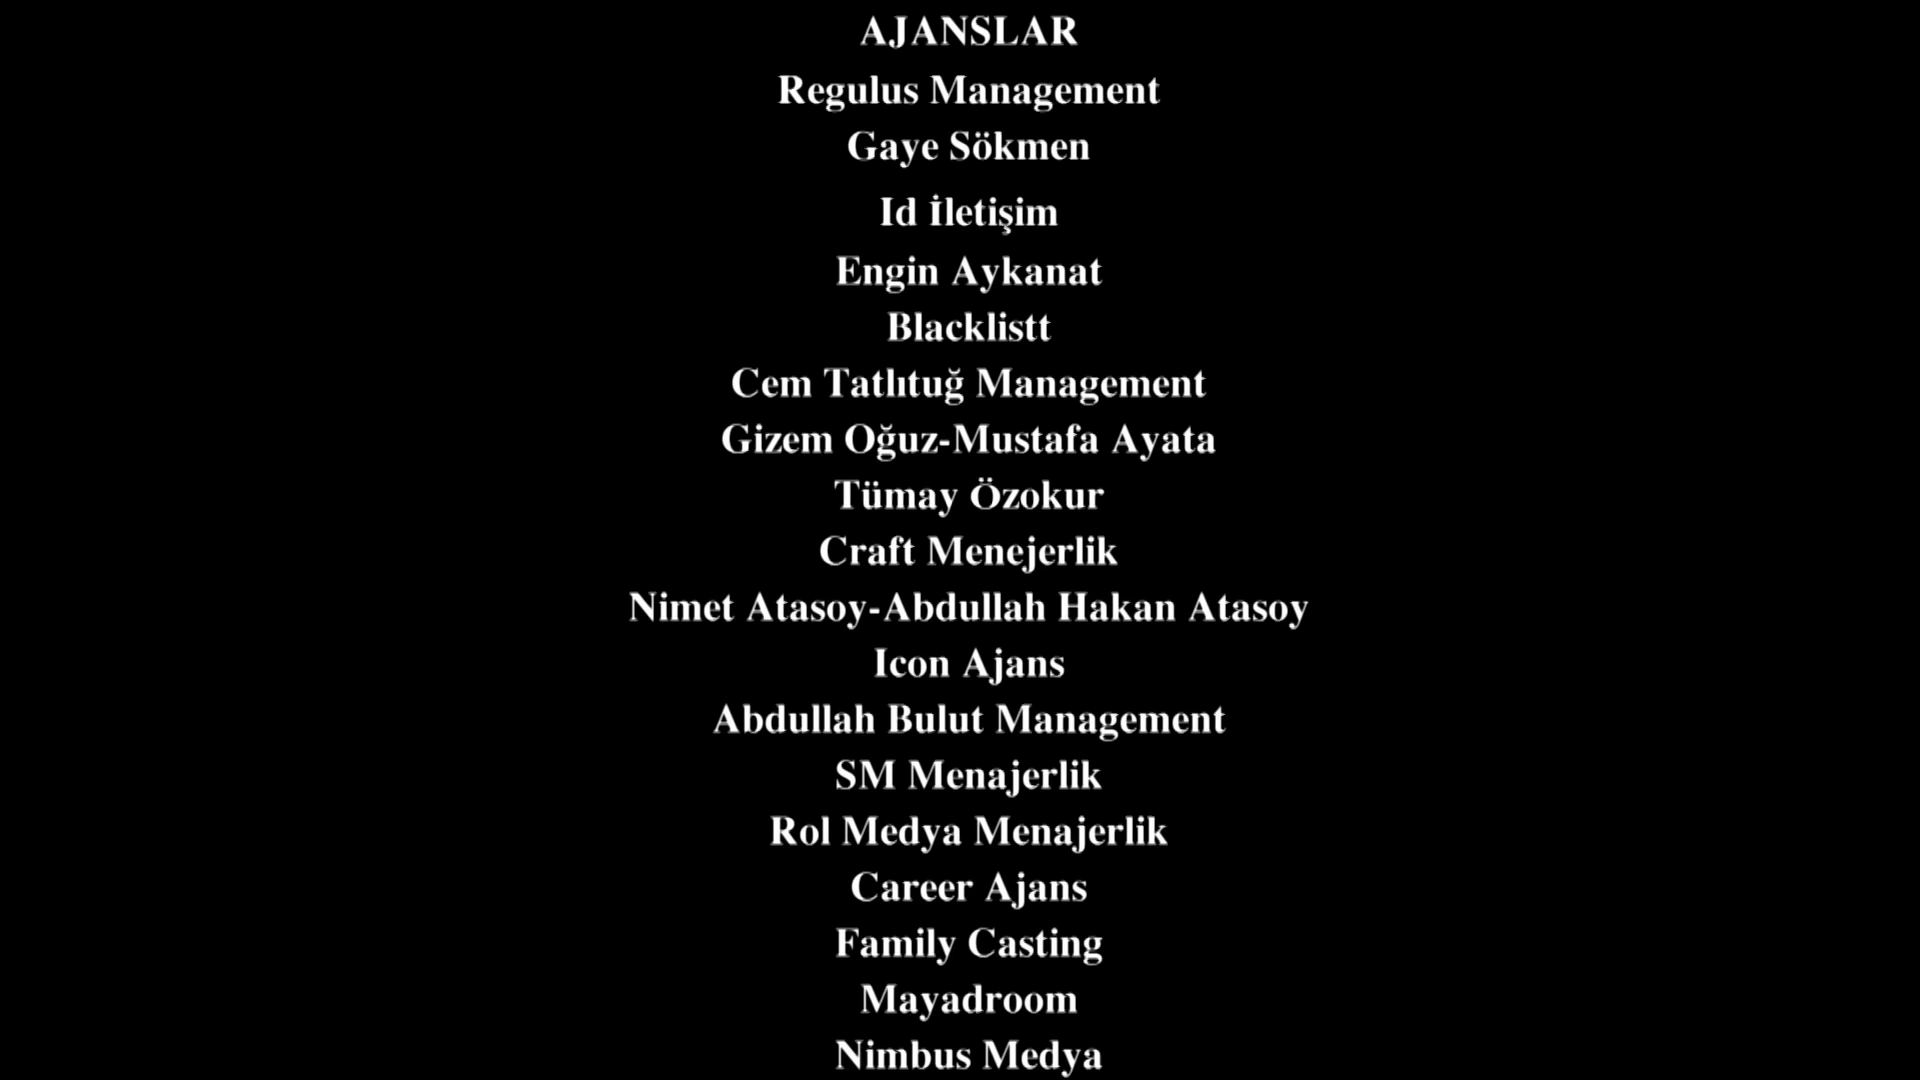 AJANSLAR
Regulus Management
Gaye Sökmen
Id İletişim
Engin Aykanat
Blacklistt
Cem Tatlıtuğ Management
Gizem Oğuz-Mustafa Ayata
Tümay Özokur
Craft Menejerlik
Nimet Atasoy-Abdullah Hakan Atasoy
Icon Ajans
Abdullah Bulut Management
SM Menajerlik
Rol Medya Menajerlik
Career Ajans
Family Casting
Mayadroom
Nimbus Medya